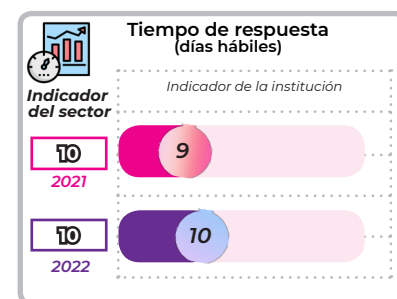 Tiempo de respuesta
(días hábiles)
Indicador
del sector
Indicador de la institución
10
9
2021
10
10
2022